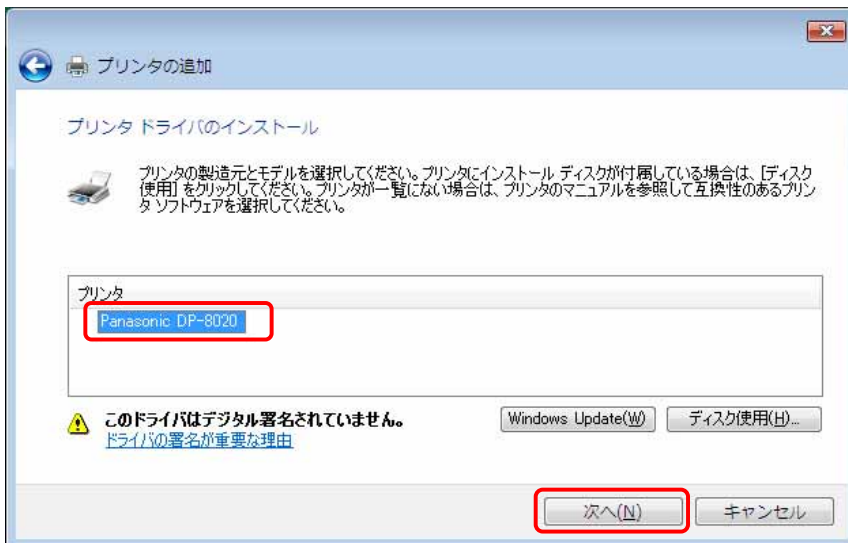 プリンタの追加
プリンタ ドライバのインストール
プリンタの製造元とモデルを選択してください。プリンタにインストール ディスクが付属している場合は、[ディスク
使用] をクリックしてください。プリンタが一覧にない場合は、プリンタのマニュアルを参照して互換性のあるプリン
タ ソフトウェアを選択してください。
プリンタ
Panasonic DP-8020
このドライバはデジタル署名されていません。
ドライバの署名が重要な理由
Windows Update(W)
ディスク使用(H)...
次へ(N)
キャンセル